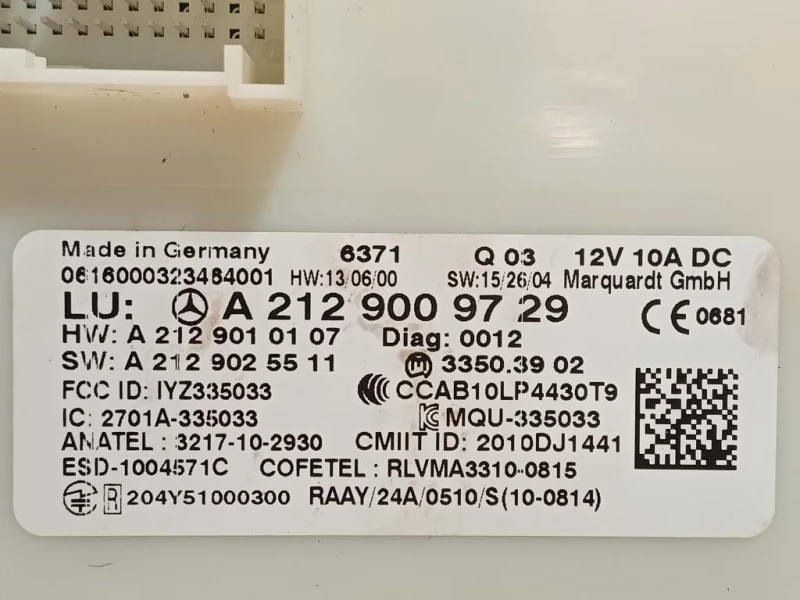 Made in Germany 6371 Q 03 12V 10A DC
0616000323464001 HW:13/06/00 SW:15/26/04 Marquardt GmbH
LU: A 212 900 97 29
HW: A 212 901 01 07 Diag: 0012
CE 0681
SW: A 212 902 55 11 M 3350.3902
FCC ID: IYZ335033 CCAB10LP4430T9
IC: 2701A-335033 MQU-335033
ANATEL : 3217-10-2930 CMIIT ID: 2010DJ1441
ESD-1004571C COFETEL : RLVMA3310-0815
R 204Y51000300 RAAY/24A/0510/S(10-0814)